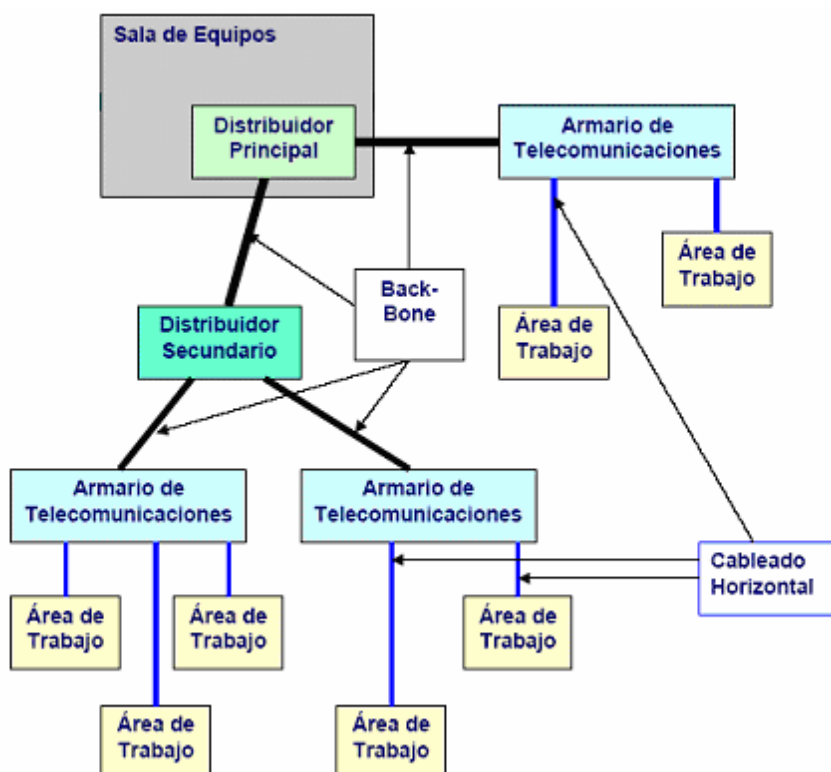 Sala de Equipos
Distribuidor
Principal
Armario de
Telecomunicaciones
Área de
Trabajo
Back-
Bone
Área de
Trabajo
Distribuidor
Secundario
Armario de
Telecomunicaciones
Armario de
Telecomunicaciones
Cableado
Horizontal
Área de
Trabajo
Área de
Trabajo
Área de
Trabajo
Área de
Trabajo
Área de
Trabajo